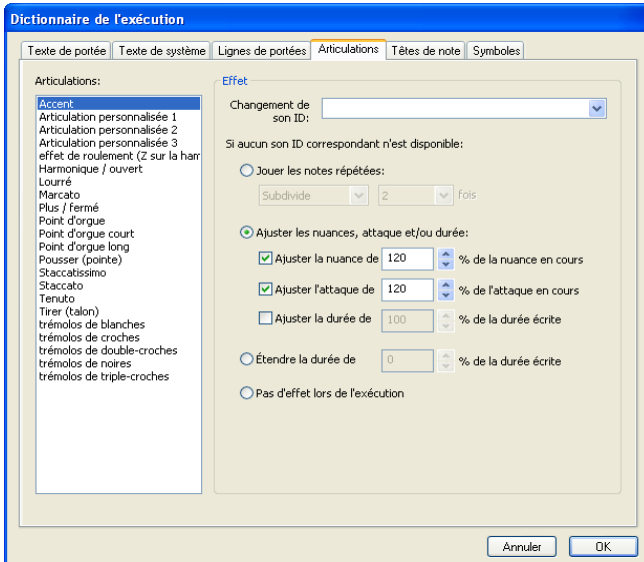 Dictionnaire de l'exécution
Texte de portée Texte de système Lignes de portées Articulations Têtes de note Symboles
Articulations:
Accent
Articulation personnalisée 1
Articulation personnalisée 2
Articulation personnalisée 3
effet de roulement (Z sur la ham
Harmonique / ouvert
Lourré
Marcato
Plus / fermé
Point d'orgue
Point d'orgue court
Point d'orgue long
Pousser (pointe)
Staccatissimo
Staccato
Tenuto
Tirer (talon)
trémolos de blanches
trémolos de croches
trémolos de double-croches
trémolos de noires
trémolos de triple-croches
Effet
Changement de
son ID:
Si aucun son ID correspondant n'est disponible:
Jouer les notes répétées:
Subdivide 2 fois
Ajuster les nuances, attaque et/ou durée:
Ajuster la nuance de 120 % de la nuance en cours
Ajuster l'attaque de 120 % de l'attaque en cours
Ajuster la durée de 100 % de la durée écrite
Étendre la durée de 0 % de la durée écrite
Pas d'effet lors de l'exécution
Annuler OK